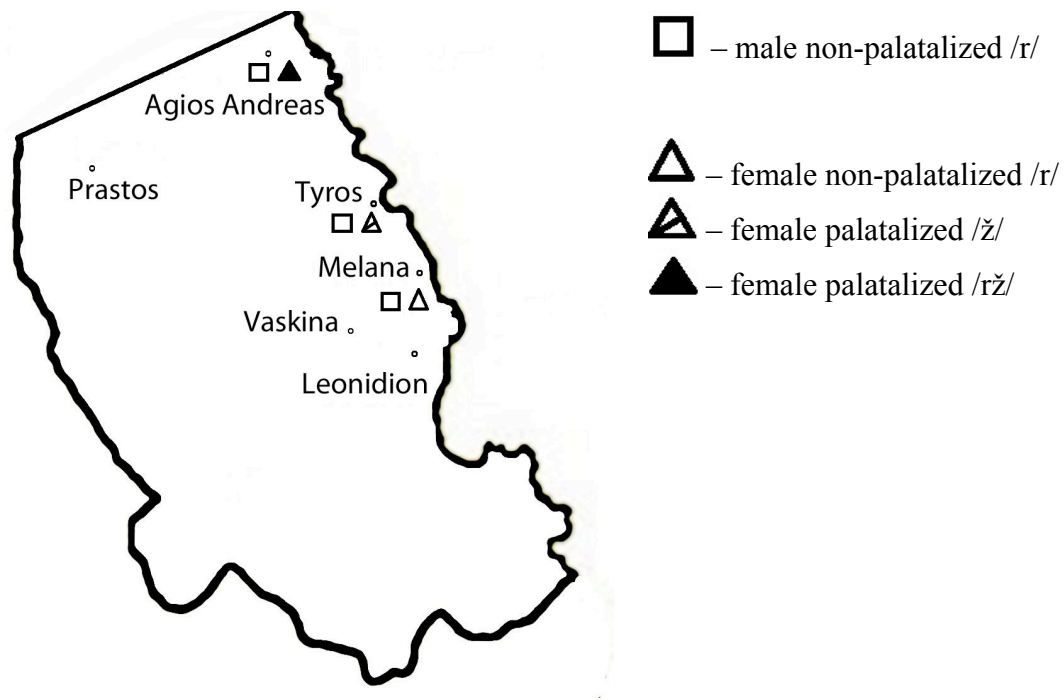 Agios Andreas
Prastos
Tyros
Melana
Vaskina
Leonidion
– male non-palatalized /r/
– female non-palatalized /r/
– female palatalized /ž/
– female palatalized /rž/